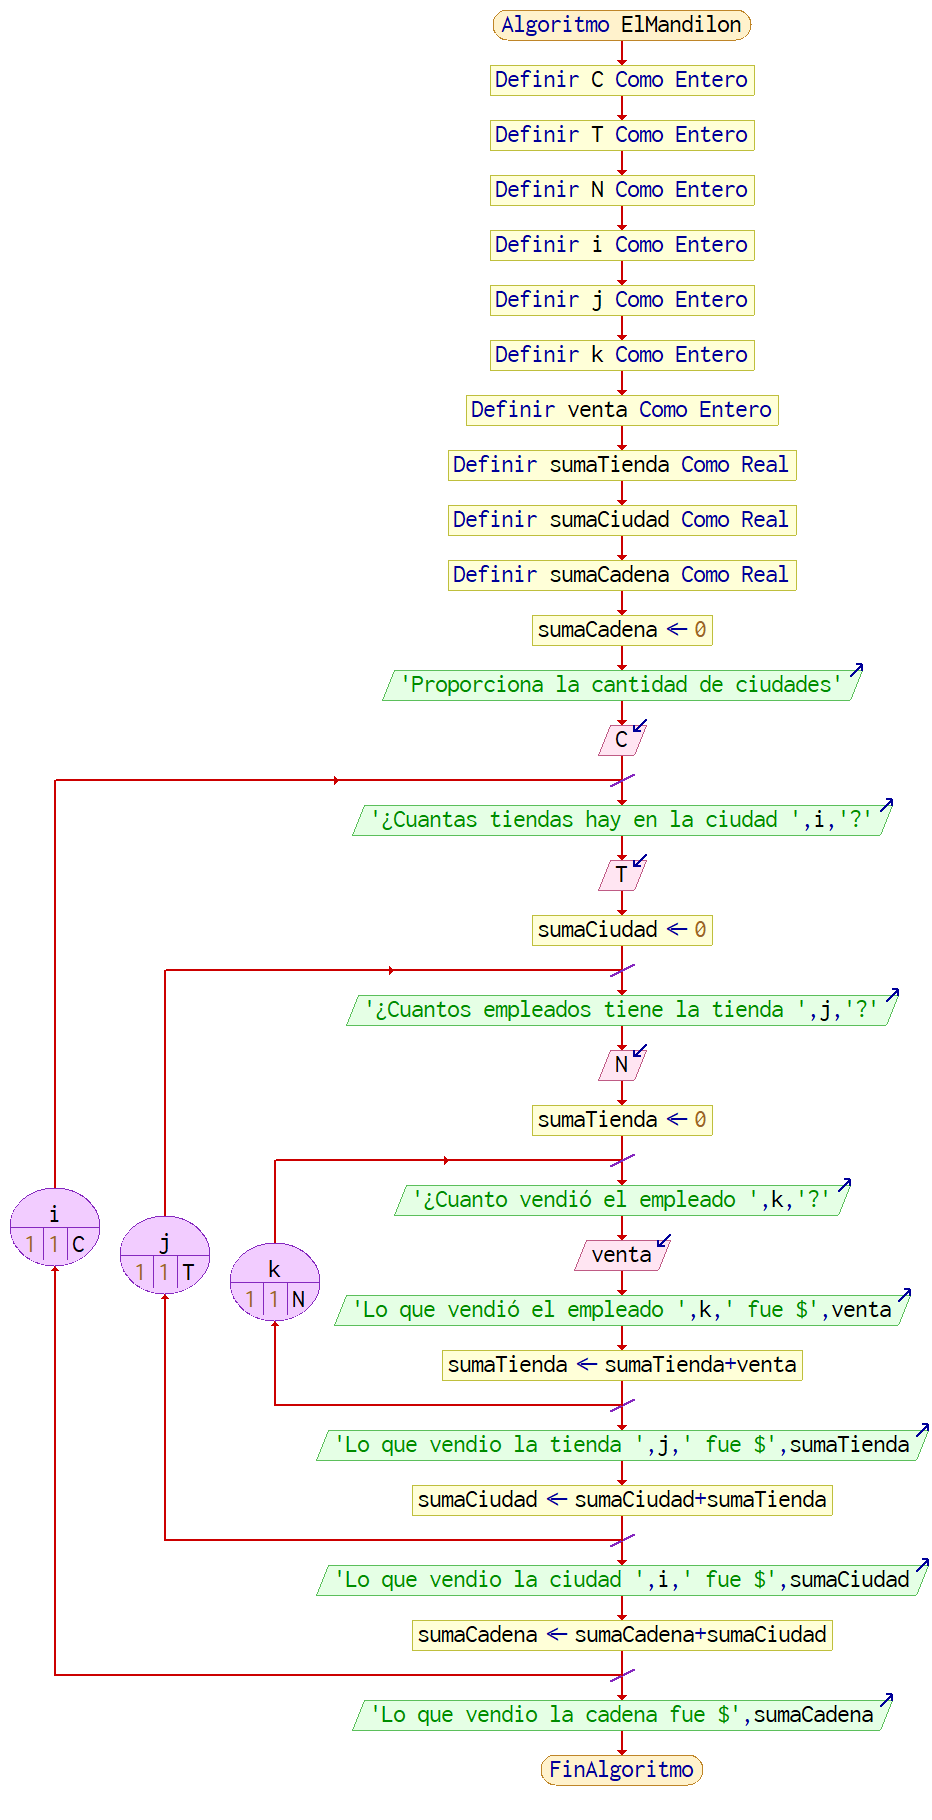 Algoritmo ElMandilon
Definir C Como Entero
Definir T Como Entero
Definir N Como Entero
Definir i Como Entero
Definir j Como Entero
Definir k Como Entero
Definir venta Como Entero
Definir sumaTienda Como Real
Definir sumaCiudad Como Real
Definir sumaCadena Como Real
sumaCadena ← 0
'Proporciona la cantidad de ciudades'
C
'¿Cuantas tiendas hay en la ciudad ',i,'?'
T
sumaCiudad ← 0
'¿Cuantos empleados tiene la tienda ',j,'?'
N
sumaTienda ← 0
'¿Cuanto vendió el empleado ',k,'?'
i
1 1 C
j
1 1 T
k
1 1 N
venta
'Lo que vendió el empleado ',k,' fue $',venta
sumaTienda ← sumaTienda+venta
'Lo que vendio la tienda ',j,' fue $',sumaTienda
sumaCiudad ← sumaCiudad+sumaTienda
'Lo que vendio la ciudad ',i,' fue $',sumaCiudad
sumaCadena ← sumaCadena+sumaCiudad
'Lo que vendio la cadena fue $',sumaCadena
FinAlgoritmo